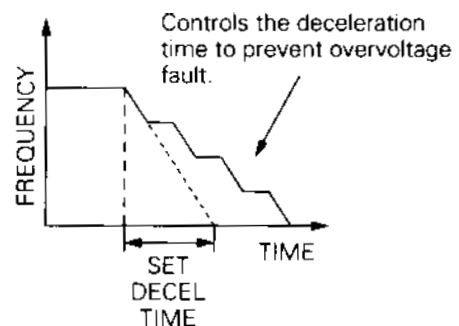 Controls the deceleration
time to prevent overvoltage
fault.
FREQUENCY
TIME
SET
DECEL
TIME